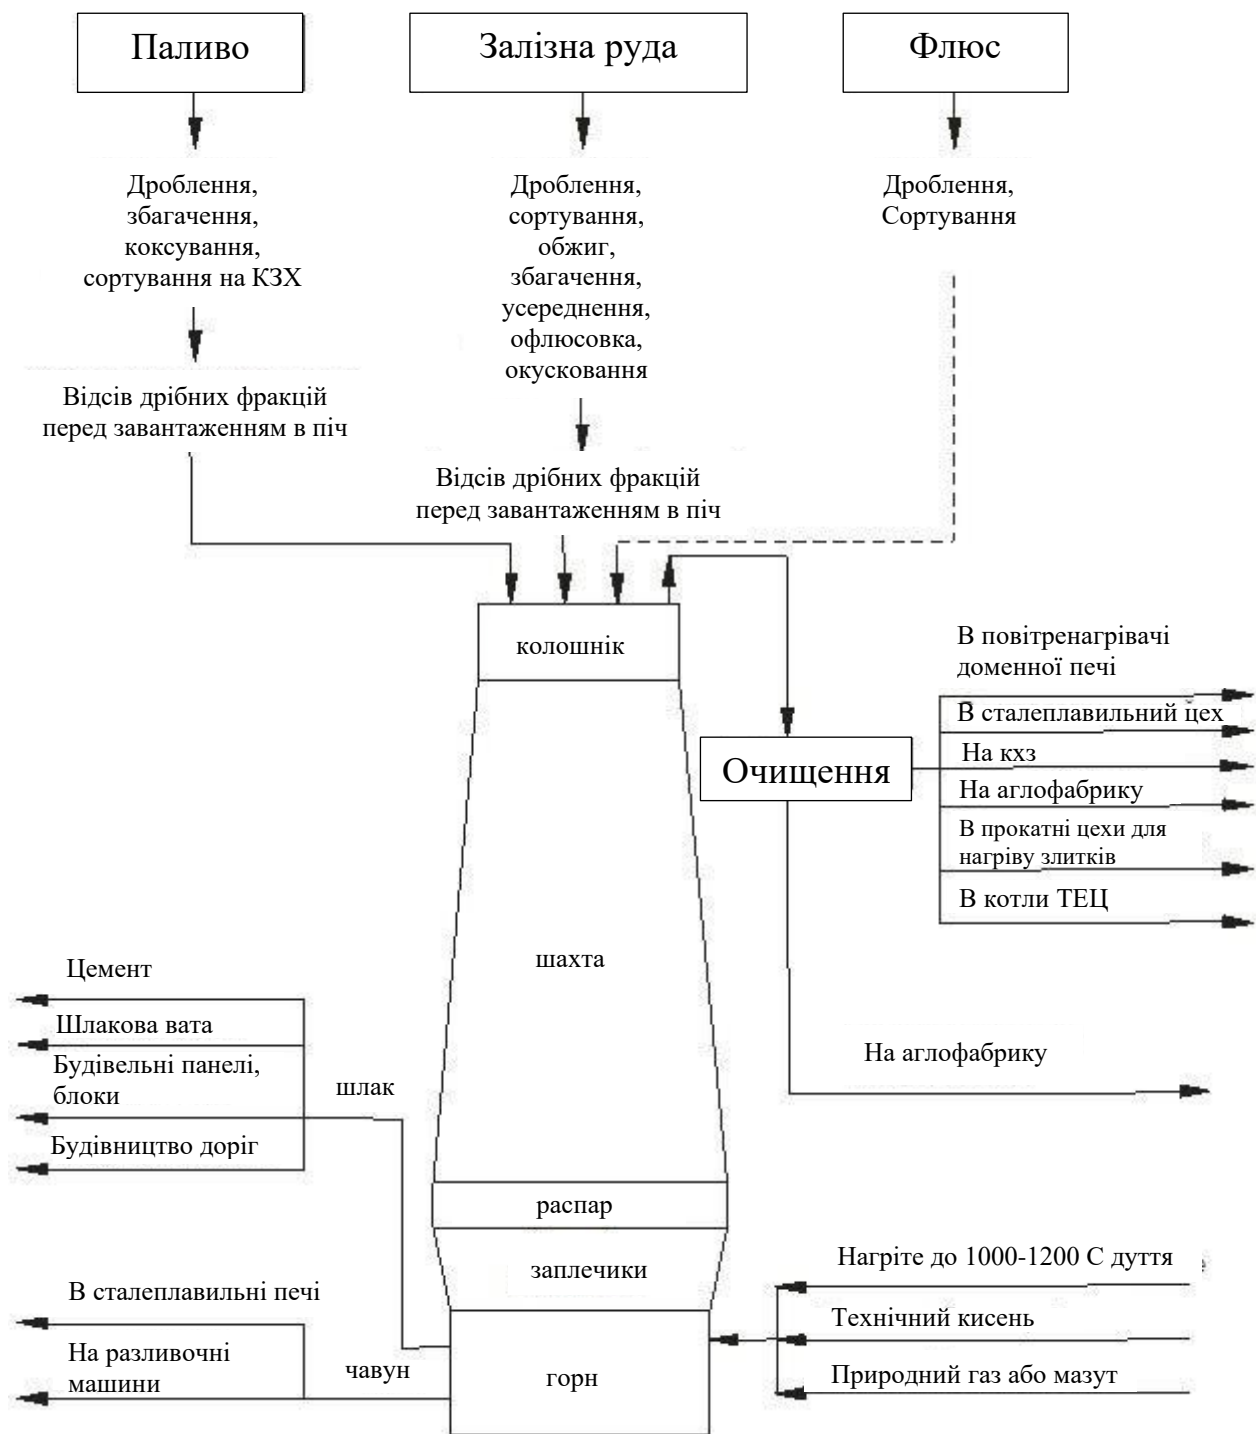 Паливо
Залізна руда
Флюс
Дроблення,
збагачення,
коксування,
сортування на КЗХ
Дроблення,
сортування,
обжиг,
збагачення,
усереднення,
офлюсовка,
окусковання
Дроблення,
Сортування
Відсів дрібних фракцій
перед завантаженням в піч
Відсів дрібних фракцій
перед завантаженням в піч
колошнік
В повітренагрівачі
доменної печі
В сталеплавильний цех
Очищення
На кхз
На аглофабрику
В прокатні цехи для
нагріву злитків
В котли ТЕЦ
шахта
Цемент
Шлакова вата
Будівельні панелі,
блоки
шлак
Будівництво доріг
На аглофабрику
распар
заплечики
Нагріте до 1000-1200 С дуття
В сталеплавильні печі
Технічний кисень
На разливочні
машини
чавун
горн
Природний газ або мазут